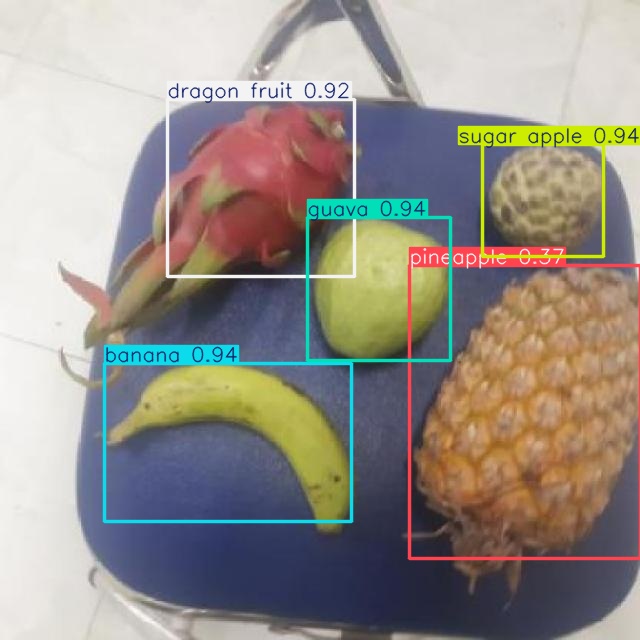 dragon fruit 0.92
sugar apple 0.94
guava 0.94
pineapple 0.37
banana 0.94